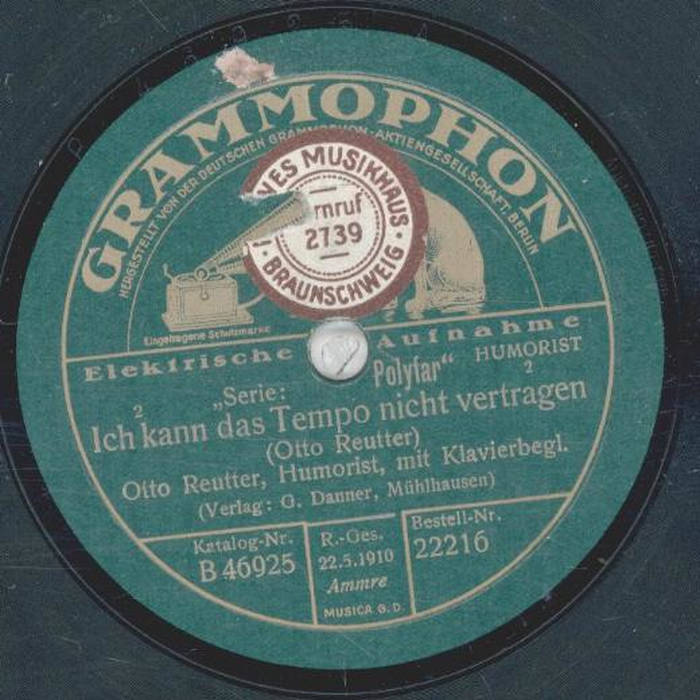 GRAMMOPHON
HERGESTELLT VON DER DEUTSCHEN GRAMMOPHON-AKTIENGESELLSCHAFT, BERLIN
MUSIKHAUS
2739
BRAUNSCHWEIG
Eingetragene Schutzmarke
Elektrische Aufnahme
„Serie: Polyfar“ HUMORIST
2 2
Ich kann das Tempo nicht vertragen
(Otto Reutter)
Otto Reutter, Humorist, mit Klavierbegl.
(Verlag: G. Danner, Mühlhausen)
Katalog-Nr.
B 46925
R.-Ges.
22.5.1910
Ammre
MUSICA G.D.
Bestell-Nr.
22216